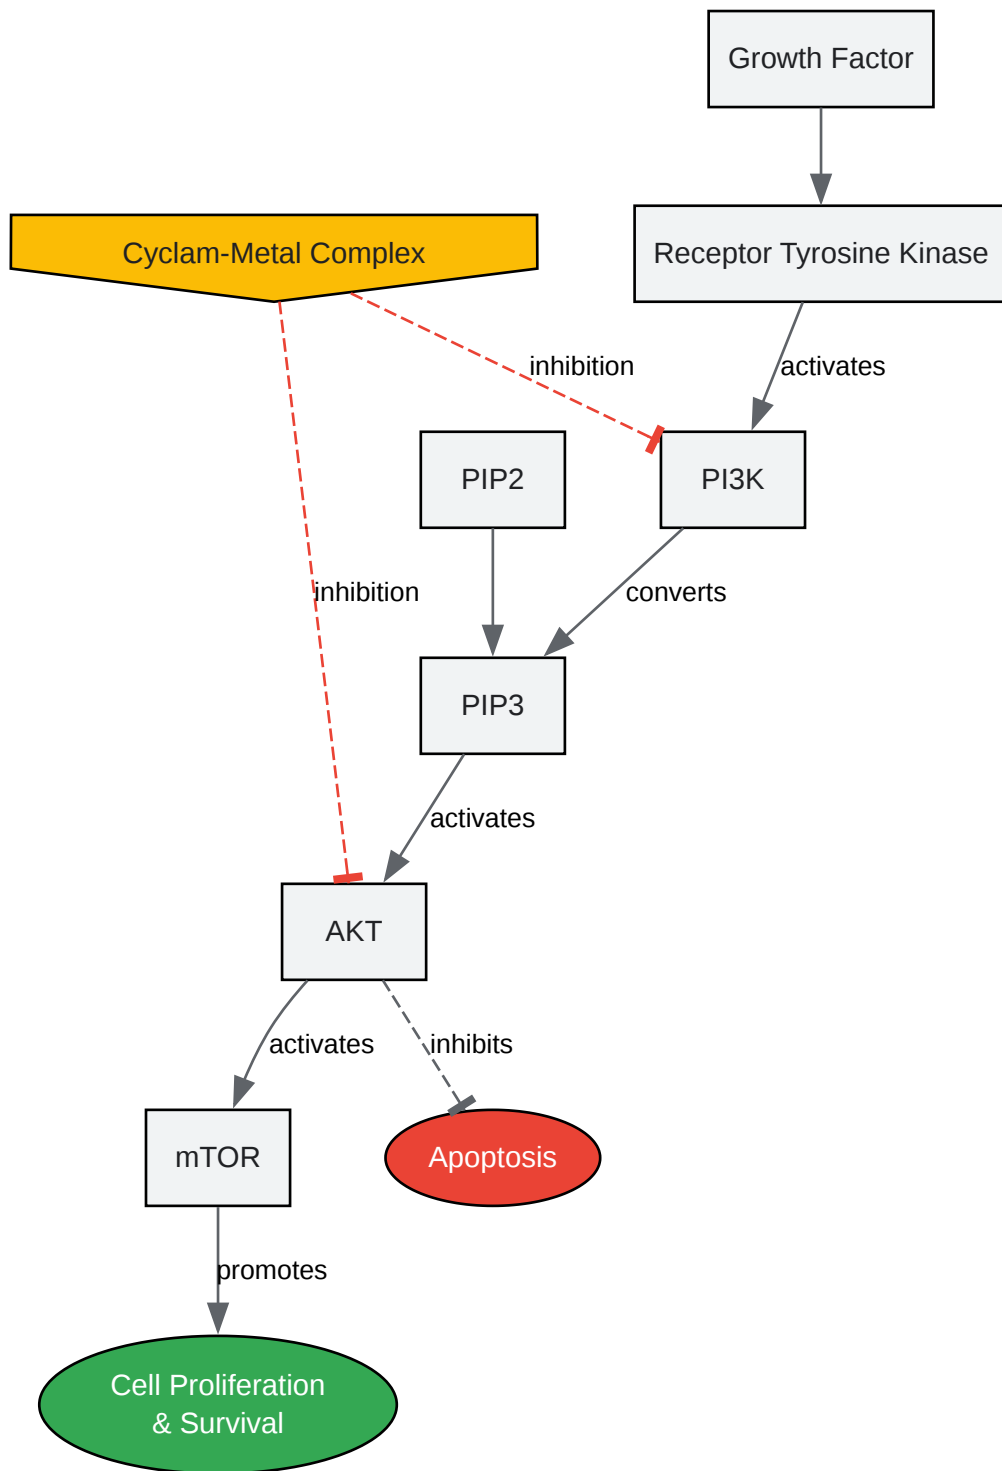 Growth Factor
Cyclam-Metal Complex
Receptor Tyrosine Kinase
inhibition
activates
PIP2
PI3K
inhibition
converts
PIP3
activates
AKT
activates
inhibits
mTOR
Apoptosis
promotes
Cell Proliferation
& Survival